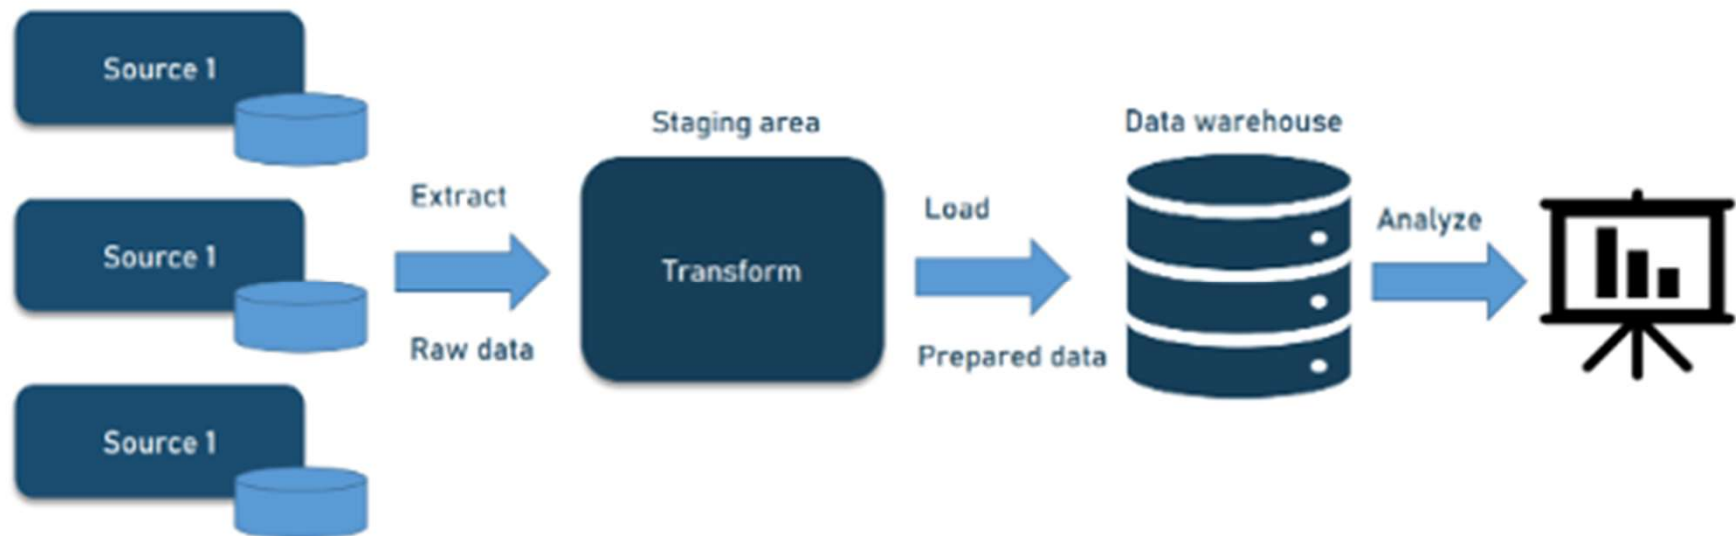 Source 1
Source 1
Source 1
Extract
Raw data
Staging area
Transform
Load
Prepared data
Data warehouse
Analyze